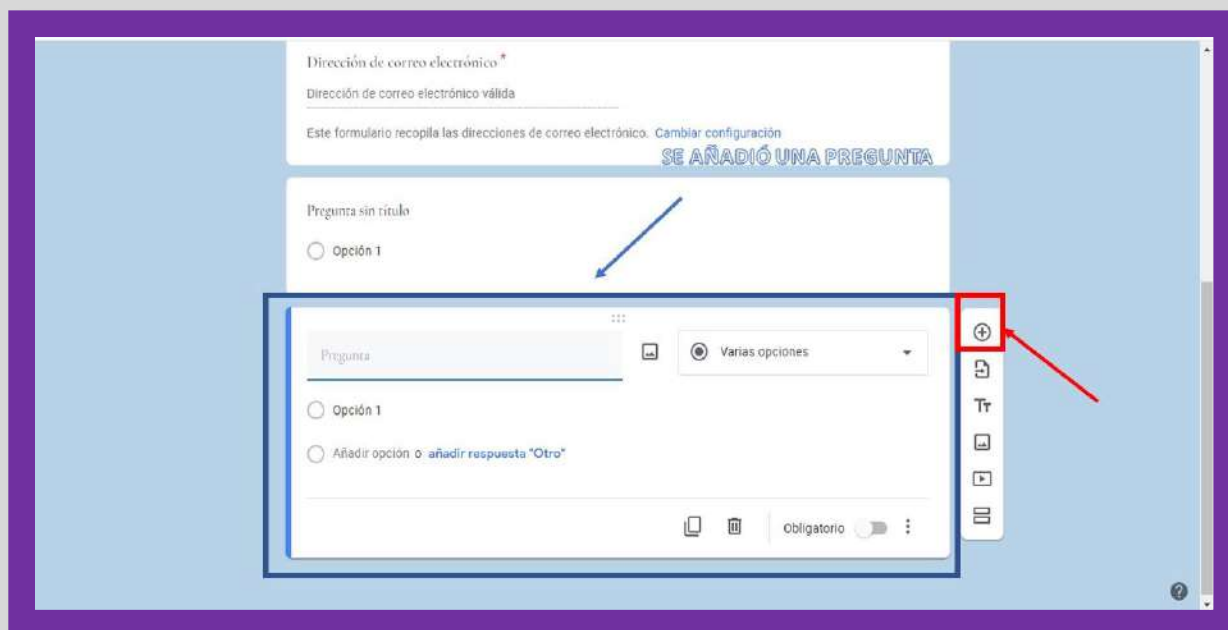 Dirección de correo electrónico *
Dirección de correo electrónico válida
Este formulario recopila las direcciones de correo electrónico. Cambiar configuración
SE AÑADIÓ UNA PREGUNTA
Pregunta sin título
Opción 1
Pregunta
Varias opciones
Opción 1
Añadir opción o añadir respuesta "Otro"
Obligatorio